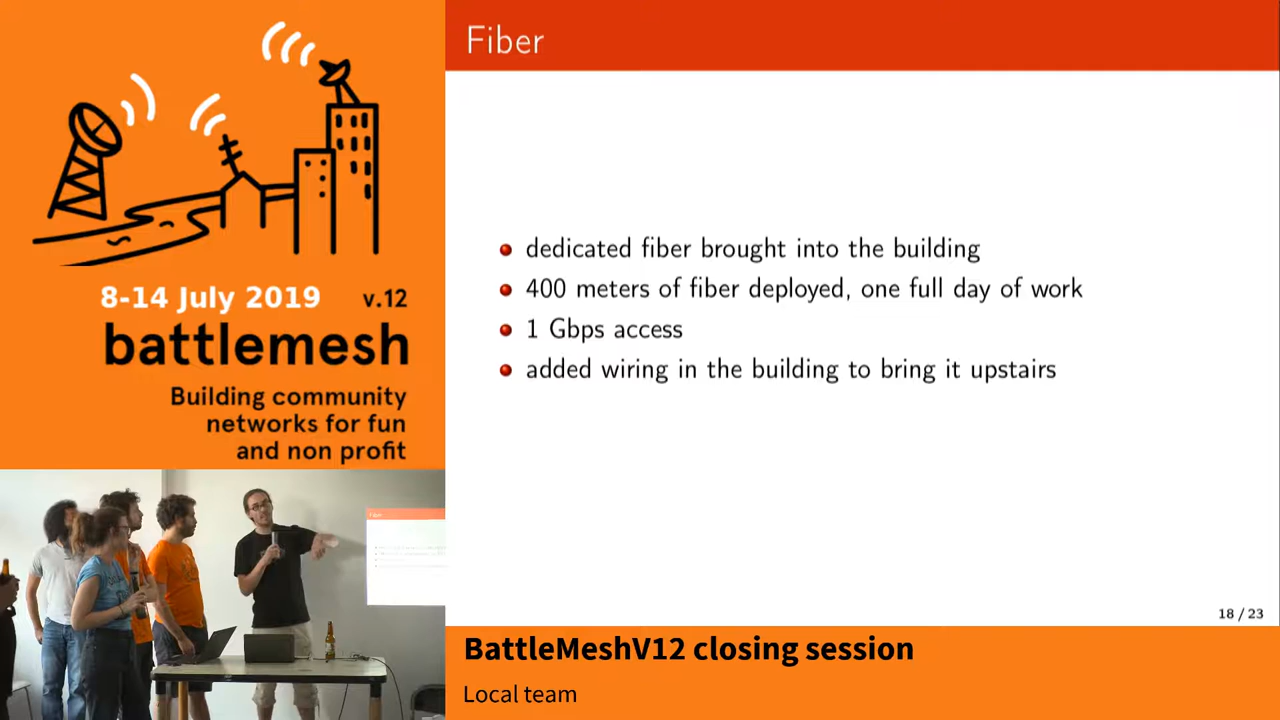 8-14 July 2019 v.12
battlemesh
Building community
networks for fun
and non profit
Fiber
dedicated fiber brought into the building
400 meters of fiber deployed, one full day of work
1 Gbps access
added wiring in the building to bring it upstairs
18 / 23
BattleMeshV12 closing session
Local team